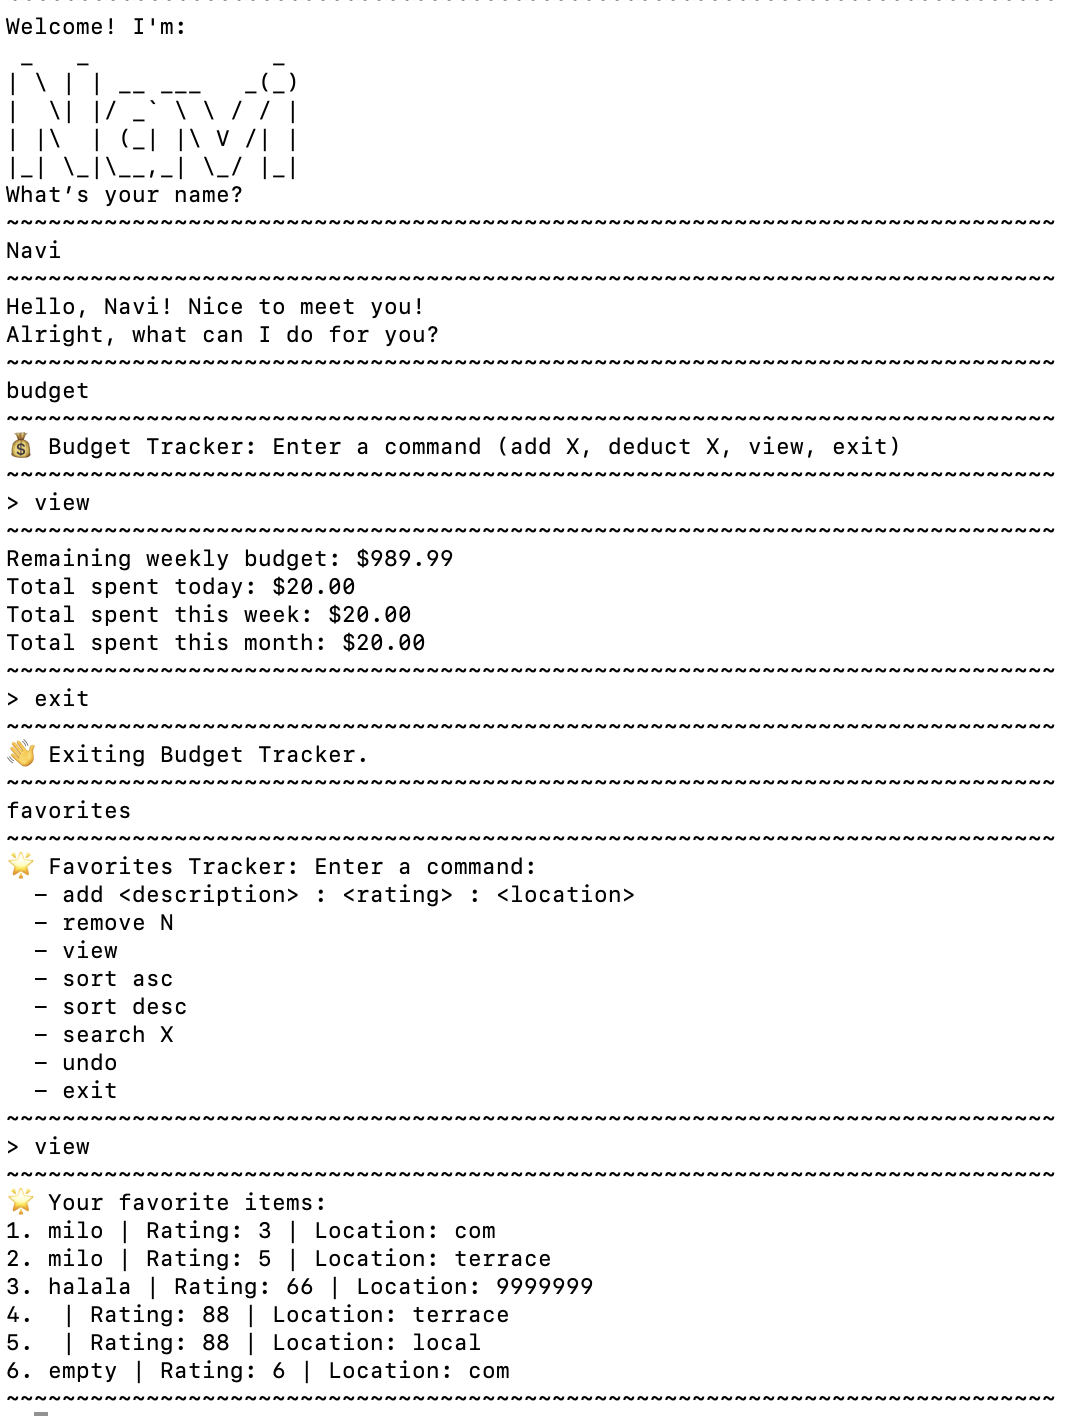 Welcome! I'm:
 _   _             _
| \ | | __ ___   _(_)
|  \| |/ _` \ \ / / |
| |\  | (_| |\ V /| |
|_| \_|\__,_| \_/ |_|
What’s your name?
~~~~~~~~~~~~~~~~~~~~~~~~~~~~~~~~~~~~~~~~~~~~~~~~~~~~~~~~~~~~~~~~~~~~~~~~~~~
Navi
~~~~~~~~~~~~~~~~~~~~~~~~~~~~~~~~~~~~~~~~~~~~~~~~~~~~~~~~~~~~~~~~~~~~~~~~~~~
Hello, Navi! Nice to meet you!
Alright, what can I do for you?
~~~~~~~~~~~~~~~~~~~~~~~~~~~~~~~~~~~~~~~~~~~~~~~~~~~~~~~~~~~~~~~~~~~~~~~~~~~
budget
~~~~~~~~~~~~~~~~~~~~~~~~~~~~~~~~~~~~~~~~~~~~~~~~~~~~~~~~~~~~~~~~~~~~~~~~~~~
💰 Budget Tracker: Enter a command (add X, deduct X, view, exit)
~~~~~~~~~~~~~~~~~~~~~~~~~~~~~~~~~~~~~~~~~~~~~~~~~~~~~~~~~~~~~~~~~~~~~~~~~~~
> view
~~~~~~~~~~~~~~~~~~~~~~~~~~~~~~~~~~~~~~~~~~~~~~~~~~~~~~~~~~~~~~~~~~~~~~~~~~~
Remaining weekly budget: $989.99
Total spent today: $20.00
Total spent this week: $20.00
Total spent this month: $20.00
~~~~~~~~~~~~~~~~~~~~~~~~~~~~~~~~~~~~~~~~~~~~~~~~~~~~~~~~~~~~~~~~~~~~~~~~~~~
> exit
~~~~~~~~~~~~~~~~~~~~~~~~~~~~~~~~~~~~~~~~~~~~~~~~~~~~~~~~~~~~~~~~~~~~~~~~~~~
👋 Exiting Budget Tracker.
~~~~~~~~~~~~~~~~~~~~~~~~~~~~~~~~~~~~~~~~~~~~~~~~~~~~~~~~~~~~~~~~~~~~~~~~~~~
favorites
~~~~~~~~~~~~~~~~~~~~~~~~~~~~~~~~~~~~~~~~~~~~~~~~~~~~~~~~~~~~~~~~~~~~~~~~~~~
🌟 Favorites Tracker: Enter a command:
  - add <description> : <rating> : <location>
  - remove N
  - view
  - sort asc
  - sort desc
  - search X
  - undo
  - exit
~~~~~~~~~~~~~~~~~~~~~~~~~~~~~~~~~~~~~~~~~~~~~~~~~~~~~~~~~~~~~~~~~~~~~~~~~~~
> view
~~~~~~~~~~~~~~~~~~~~~~~~~~~~~~~~~~~~~~~~~~~~~~~~~~~~~~~~~~~~~~~~~~~~~~~~~~~
🌟 Your favorite items:
1. milo | Rating: 3 | Location: com
2. milo | Rating: 5 | Location: terrace
3. halala | Rating: 66 | Location: 9999999
4.  | Rating: 88 | Location: terrace
5.  | Rating: 88 | Location: local
6. empty | Rating: 6 | Location: com
~~~~~~~~~~~~~~~~~~~~~~~~~~~~~~~~~~~~~~~~~~~~~~~~~~~~~~~~~~~~~~~~~~~~~~~~~~~